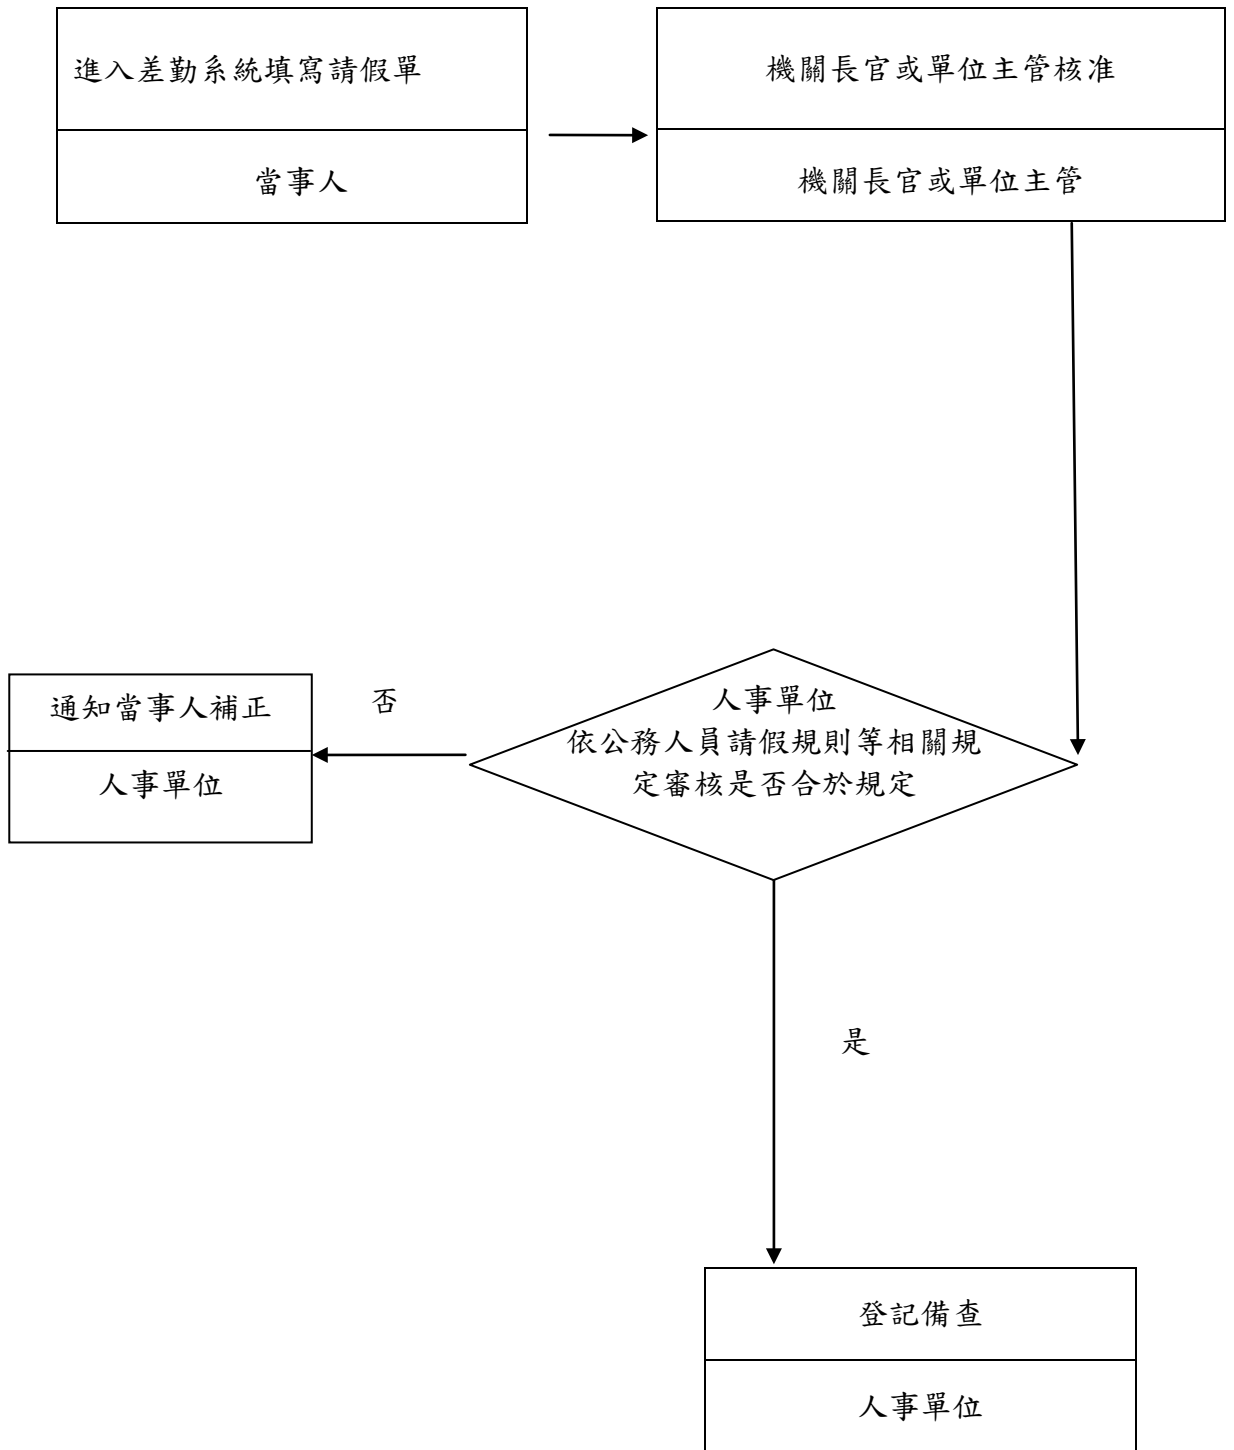 進入差勤系統填寫請假單
當事人
機關長官或單位主管核准
機關長官或單位主管
人事單位
依公務人員請假規則等相關規
定審核是否合於規定
否
通知當事人補正
人事單位
是
登記備查
人事單位